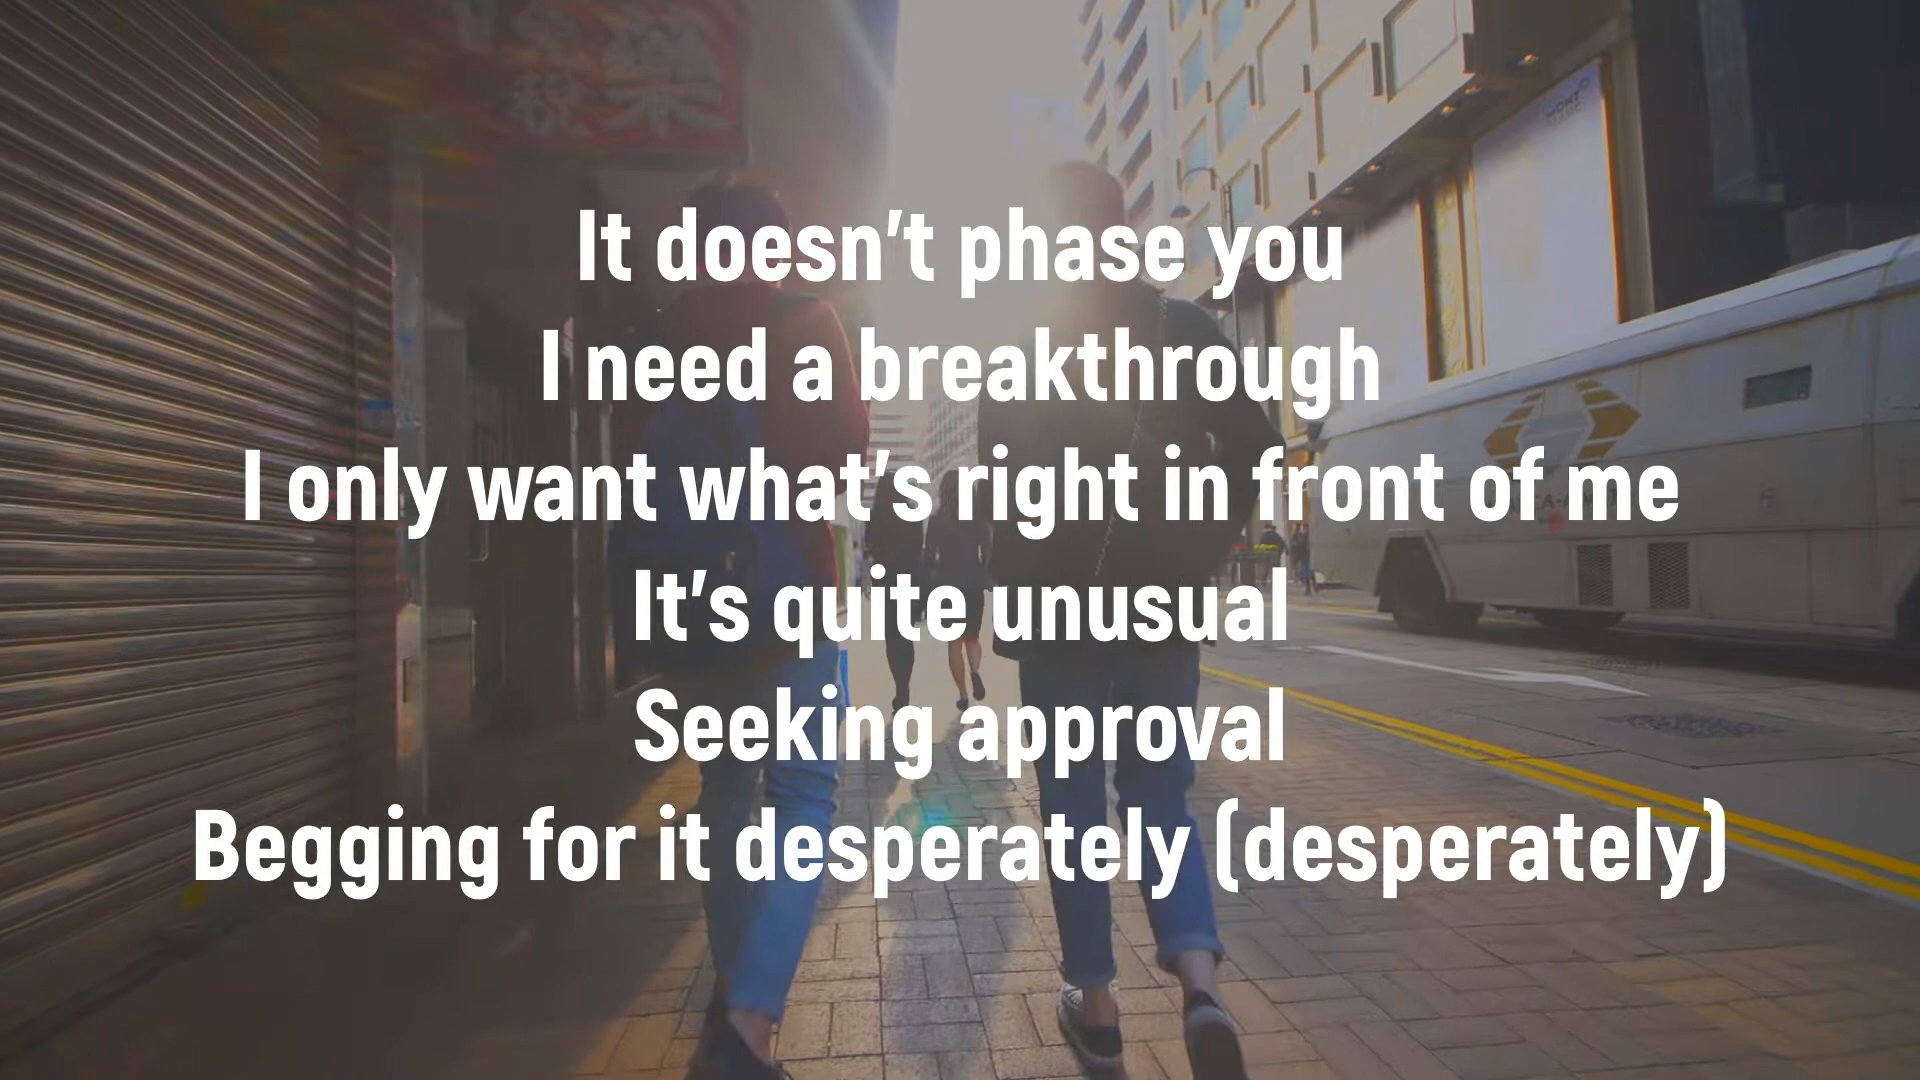 樂
It doesn't phase you
I need a breakthrough
I only want what's right in front of me
It's quite unusual
Seeking approval
Begging for it desperately (desperately)